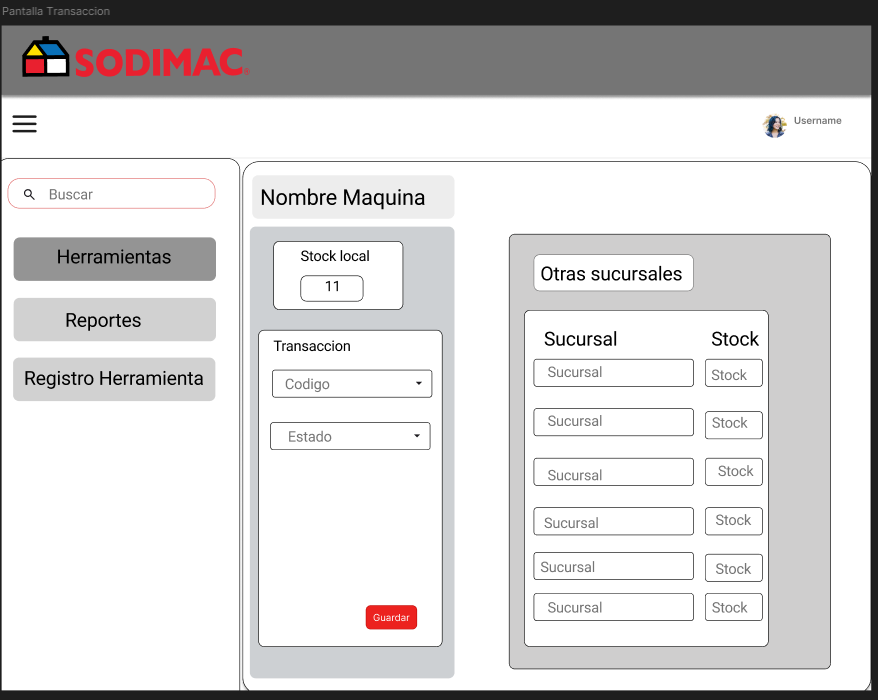 Pantalla Transaccion
SODIMAC®
Username
Buscar
Herramientas
Reportes
Registro Herramienta
Nombre Maquina
Stock local
11
Transaccion
Codigo
Estado
Guardar
Otras sucursales
Sucursal Stock
Sucursal Stock
Sucursal Stock
Sucursal Stock
Sucursal Stock
Sucursal Stock
Sucursal Stock